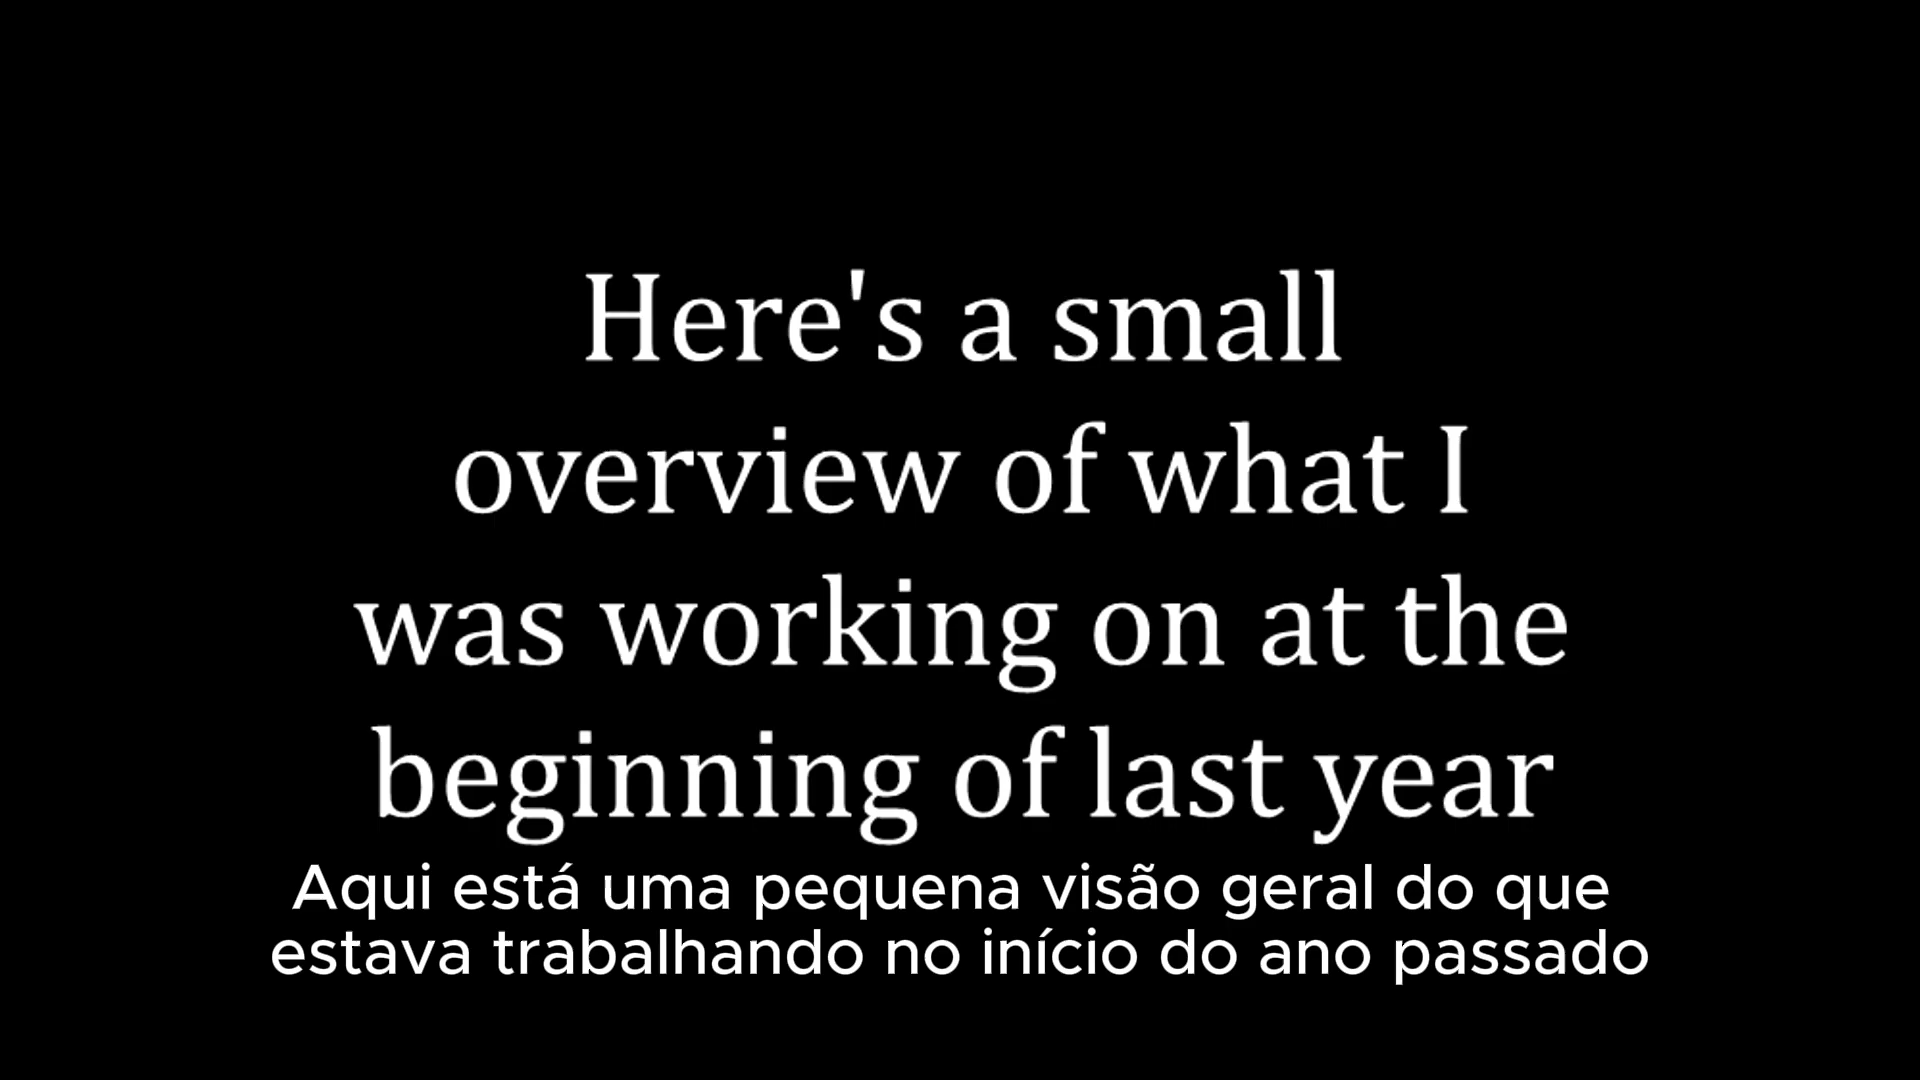 Here's a small
overview of what I
was working on at the
beginning of last year
Aqui está uma pequena visão geral do que
estava trabalhando no início do ano passado